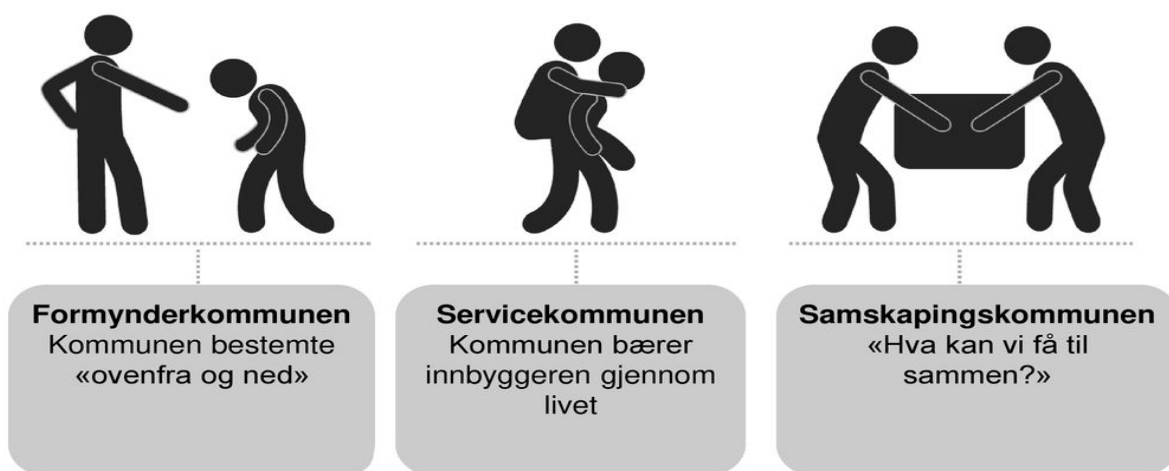 Formynderkommunen
Kommunen bestemte
«ovenfra og ned»
Servicekommunen
Kommunen bærer
innbyggeren gjennom
livet
Samskapingskommunen
«Hva kan vi få til
sammen?»